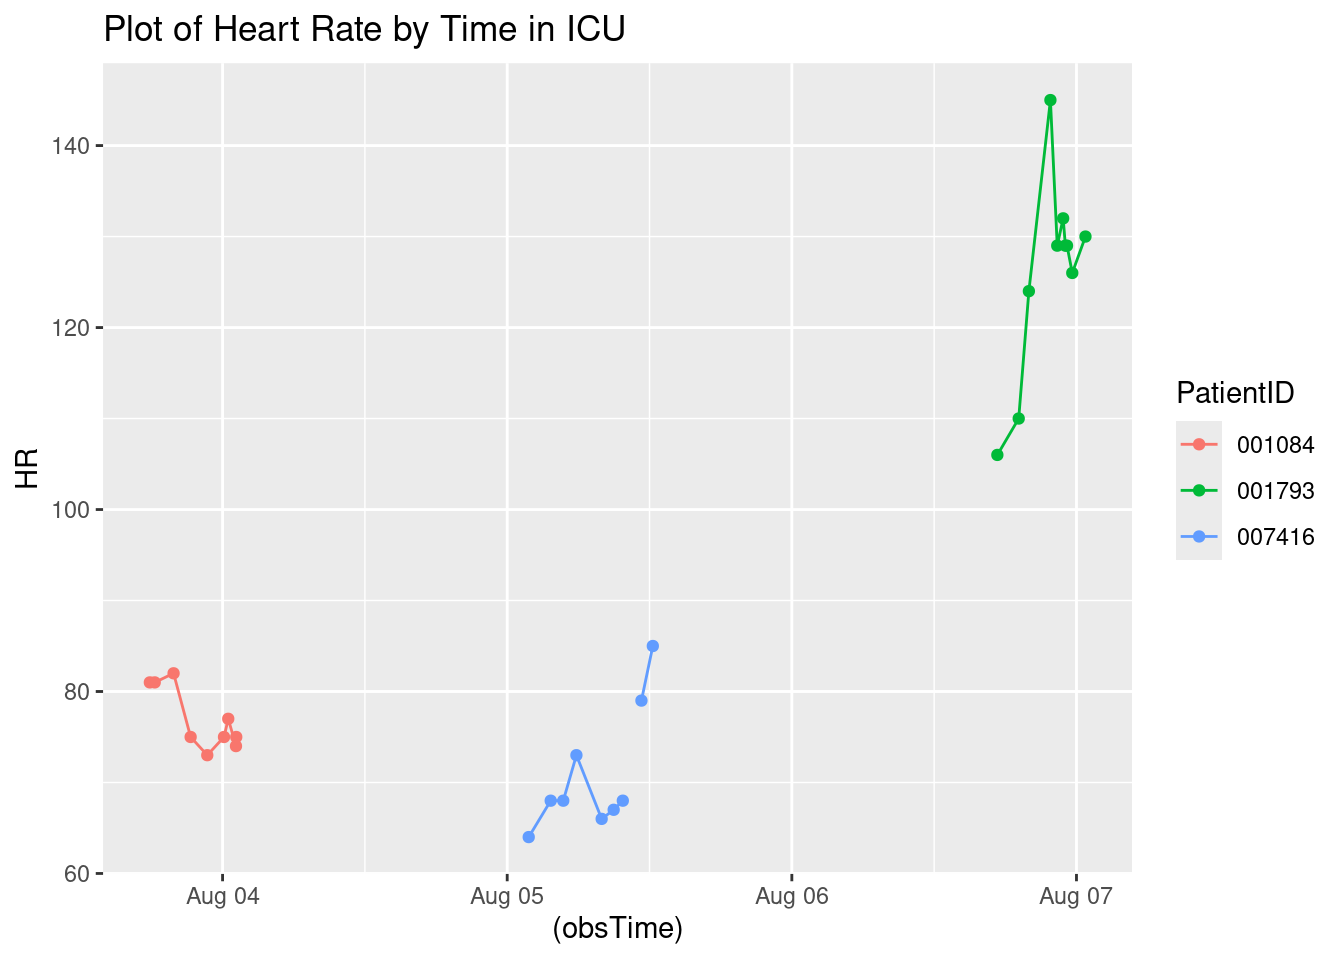 Plot of Heart Rate by Time in ICU
140
120
100
80
60
HR
Aug 04
Aug 05
Aug 06
Aug 07
(obsTime)
PatientID
001084
001793
007416